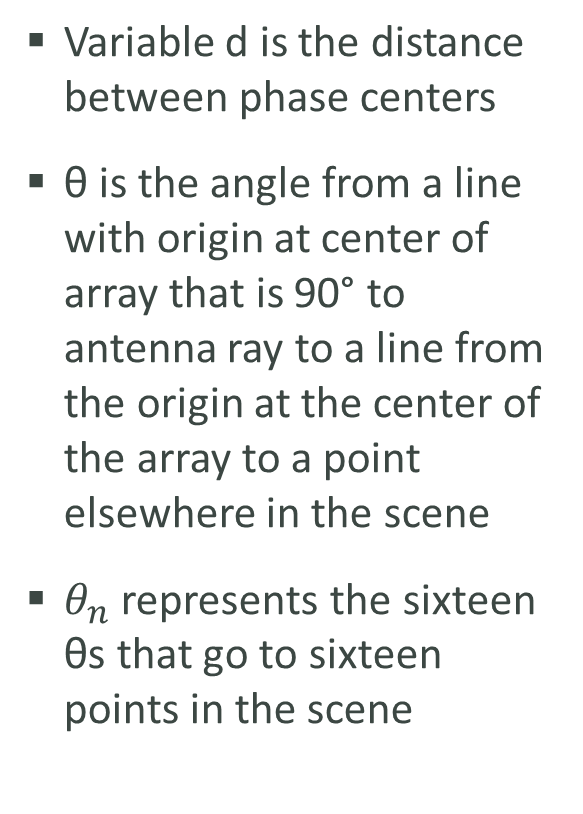 ▪ Variable d is the distance
between phase centers
▪ θ is the angle from a line
with origin at center of
array that is 90° to
antenna ray to a line from
the origin at the center of
the array to a point
elsewhere in the scene
▪ θₙ represents the sixteen
θs that go to sixteen
points in the scene